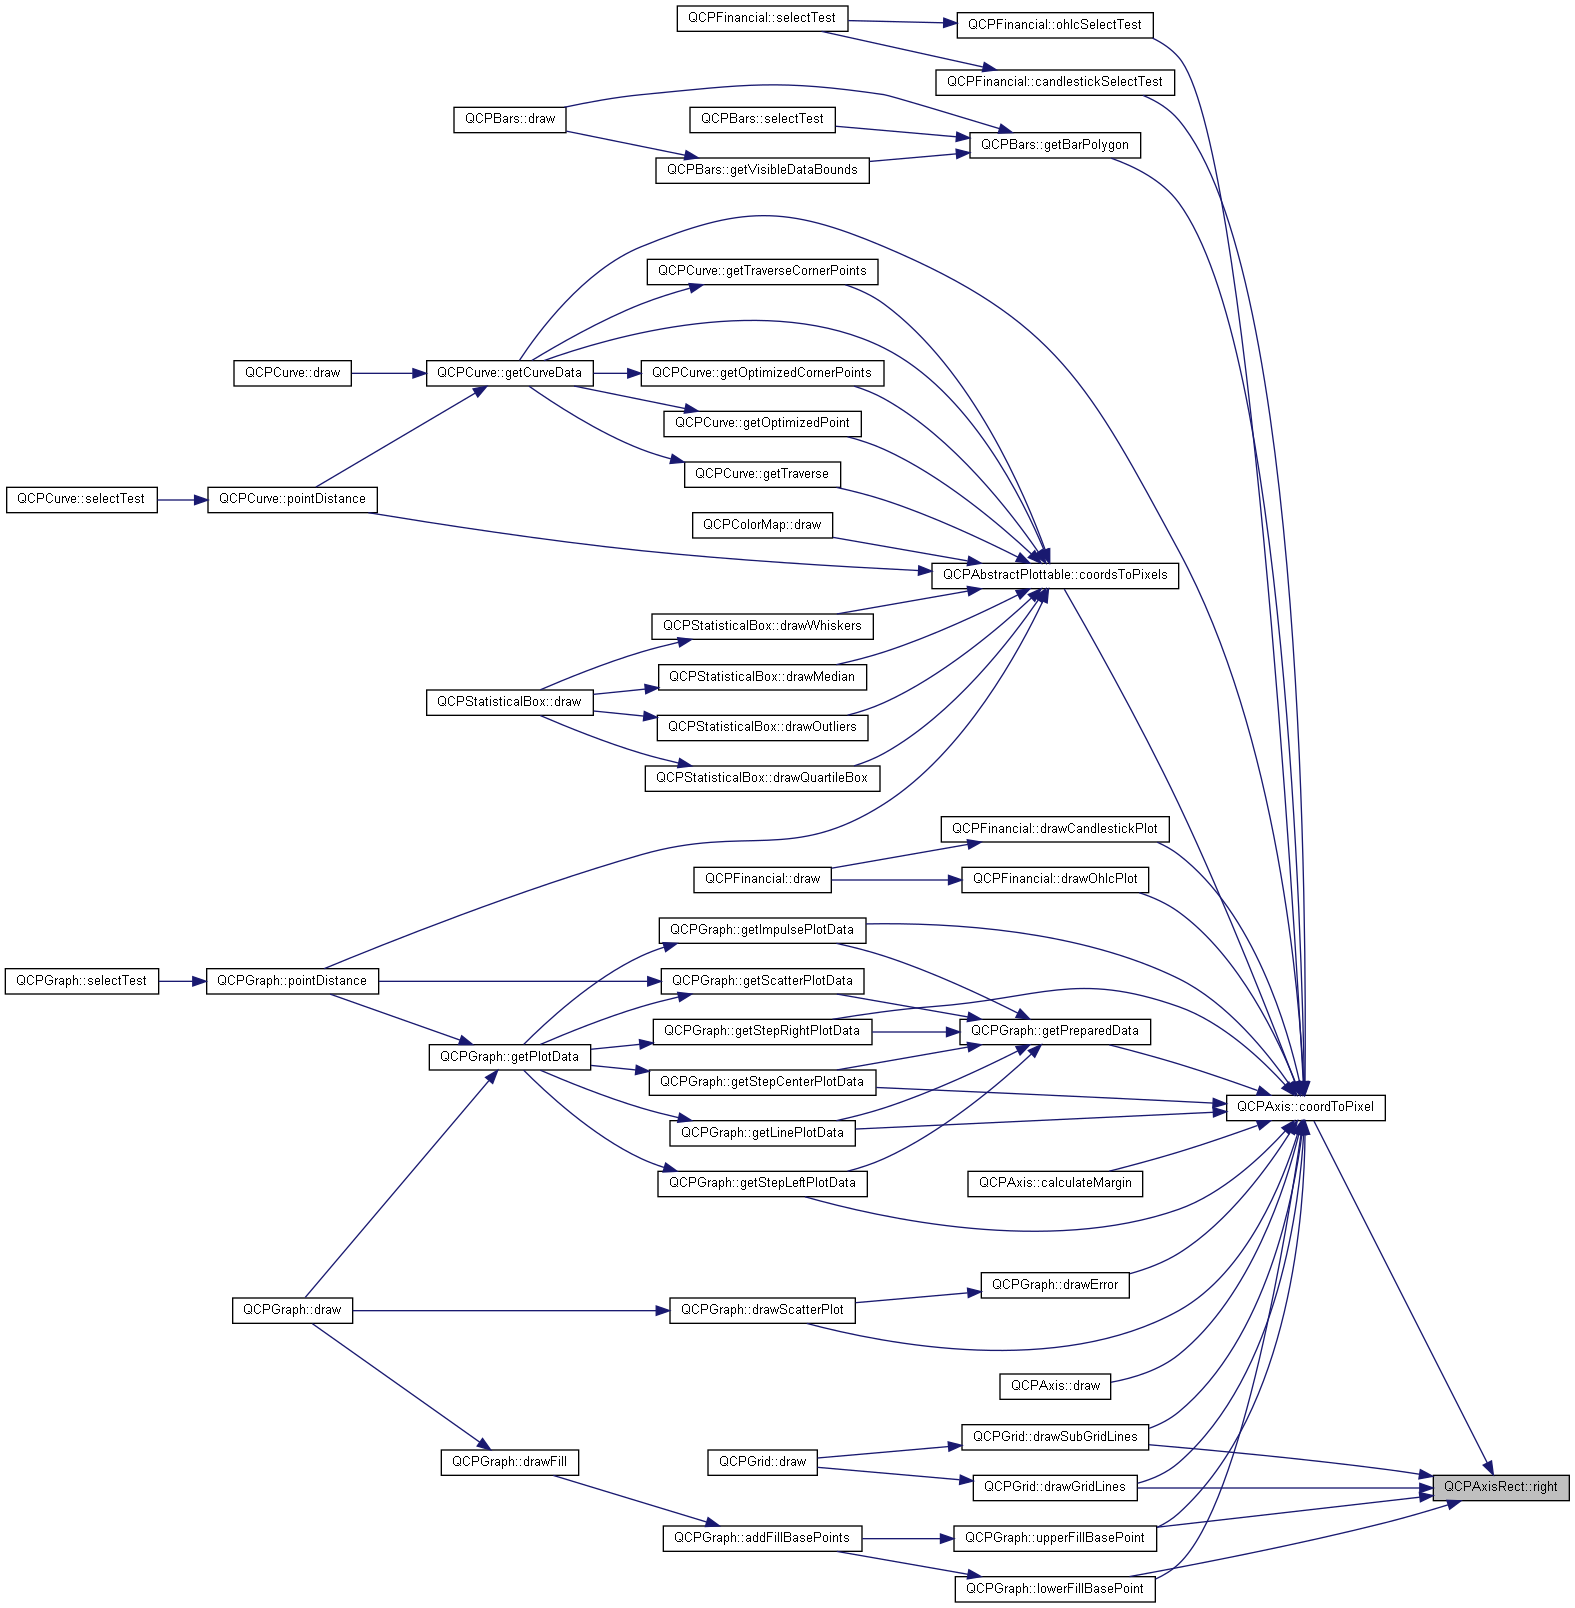 QCPFinancial::selectTest
QCPFinancial::ohlcSelectTest
QCPFinancial::candlestickSelectTest
QCPBars::draw
QCPBars::selectTest
QCPBars::getBarPolygon
QCPBars::getVisibleDataBounds
QCPCurve::getTraverseCornerPoints
QCPCurve::draw
QCPCurve::getCurveData
QCPCurve::getOptimizedCornerPoints
QCPCurve::getOptimizedPoint
QCPCurve::getTraverse
QCPCurve::selectTest
QCPCurve::pointDistance
QCPColorMap::draw
QCPAbstractPlottable::coordsToPixels
QCPStatisticalBox::drawWhiskers
QCPStatisticalBox::drawMedian
QCPStatisticalBox::draw
QCPStatisticalBox::drawOutliers
QCPStatisticalBox::drawQuartileBox
QCPFinancial::drawCandlestickPlot
QCPFinancial::draw
QCPFinancial::drawOhlcPlot
QCPGraph::getImpulsePlotData
QCPGraph::selectTest
QCPGraph::pointDistance
QCPGraph::getScatterPlotData
QCPGraph::getStepRightPlotData
QCPGraph::getPreparedData
QCPGraph::getPlotData
QCPGraph::getStepCenterPlotData
QCPAxis::coordToPixel
QCPGraph::getLinePlotData
QCPGraph::getStepLeftPlotData
QCPAxis::calculateMargin
QCPGraph::drawError
QCPGraph::draw
QCPGraph::drawScatterPlot
QCPAxis::draw
QCPGrid::drawSubGridLines
QCPGraph::drawFill
QCPGrid::draw
QCPGrid::drawGridLines
QCPAxisRect::right
QCPGraph::addFillBasePoints
QCPGraph::upperFillBasePoint
QCPGraph::lowerFillBasePoint